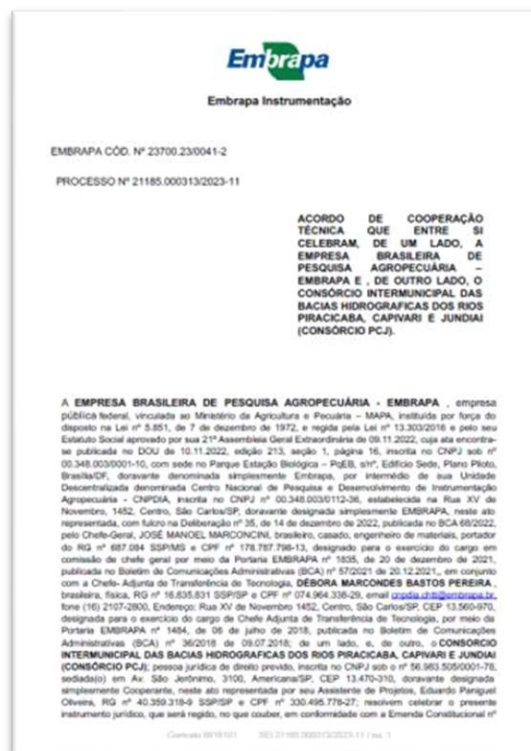 Embrapa
Embrapa Instrumentação
EMBRAPA CÓD. Nº 23700.23/0041-2
PROCESSO Nº 21185.000313/2023-11
ACORDO DE COOPERAÇÃO
TÉCNICA QUE ENTRE SI
CELEBRAM, DE UM LADO, A
EMPRESA BRASILEIRA DE
PESQUISA AGROPECUÁRIA –
EMBRAPA E , DE OUTRO LADO, O
CONSÓRCIO INTERMUNICIPAL DAS
BACIAS HIDROGRAFICAS DOS RIOS
PIRACICABA, CAPIVARI E JUNDIAI
(CONSÓRCIO PCJ).
A EMPRESA BRASILEIRA DE PESQUISA AGROPECUÁRIA - EMBRAPA , empresa
pública federal, vinculada ao Ministério da Agricultura e Pecuária – MAPA, instituída por força do
disposto na Lei nº 5.851, de 7 de dezembro de 1972, e regida pela Lei nº 13.303/2016 e pelo seu
Estatuto Social aprovado por sua 21ª Assembleia Geral Extraordinária de 09.11.2022, cuja ata encontra-
se publicada no DOU de 10.11.2022, edição 213, seção 1, página 16, inscrita no CNPJ sob nº
00.348.003/0001-10, com sede no Parque Estação Biológica – PqEB, s/nº, Edifício Sede, Plano Piloto,
Brasília/DF, doravante denominada simplesmente Embrapa, por intermédio de sua Unidade
Descentralizada denominada Centro Nacional de Pesquisa e Desenvolvimento de Instrumentação
Agropecuária - CNPDIA, inscrita no CNPJ nº 00.348.003/0112-36, estabelecida na Rua XV de
Novembro, 1452, Centro, São Carlos/SP, doravante designada simplesmente EMBRAPA, neste ato
representada, com fulcro na Deliberação nº 35, de 14 de dezembro de 2022, publicada no BCA 68/2022,
pelo Chefe-Geral, JOSÉ MANOEL MARCONCINI, brasileiro, casado, engenheiro de materiais, portador
do RG nº 687.084 SSP/MS e CPF nº 178.787.798-13, designado para o exercício do cargo em
comissão de chefe geral por meio da Portaria EMBRAPA nº 1835, de 20 de dezembro de 2021,
publicada no Boletim de Comunicações Administrativas (BCA) nº 57/2021 de 20.12.2021,, em conjunto
com a Chefe- Adjunta de Transferência de Tecnologia, DÉBORA MARCONDES BASTOS PEREIRA ,
brasileira, física, RG nº 16.835.831 SSP/SP e CPF nº 074.964.338-29, email cnpdia.chtt@embrapa.br,
fone (16) 2107-2800, Endereço: Rua XV de Novembro 1452, Centro, São Carlos/SP, CEP 13.560-970,
designada para o exercício do cargo de Chefe Adjunta de Transferência de Tecnologia, por meio da
Portaria EMBRAPA nº 1484, de 06 de julho de 2018, publicada no Boletim de Comunicações
Administrativas (BCA) nº 36/2018 de 09.07.2018; de um lado, e, de outro, o CONSORCIO
INTERMUNICIPAL DAS BACIAS HIDROGRAFICAS DOS RIOS PIRACICABA, CAPIVARI E JUNDIAI
(CONSÓRCIO PCJ); pessoa jurídica de direito previdо, inscrita no CNPJ sob o nº 56.983.505/0001-78,
sediada(o) em Av. São Jerônimo, 3100, Americana/SP, CEP 13.470-310, doravante designada
simplesmente Cooperante, neste ato representada por seu Assistente de Projetos, Eduardo Paniguel
Oliveira, RG nº 40.359.318-9 SSP/SP e CPF nº 330.495.778-27; resolvem celebrar o presente
instrumento jurídico, que será regido, no que couber, em conformidade com a Emenda Constitucional nº
SEI 21185.000313/2023-11 / pg. 1